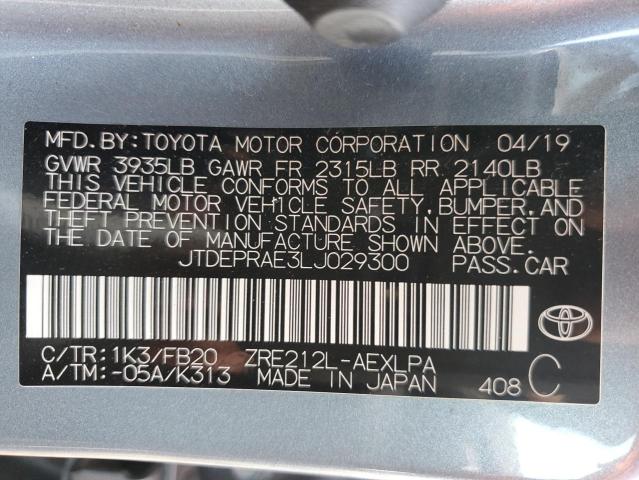 MFD. BY: TOYOTA MOTOR CORPORATION 04/19
GVWR 3935LB GAWR FR 2315LB RR 2140LB
THIS VEHICLE CONFORMS TO ALL APPLICABLE
FEDERAL MOTOR VEHICLE SAFETY, BUMPER, AND
THEFT PREVENTION STANDARDS IN EFFECT ON
THE DATE OF MANUFACTURE SHOWN ABOVE.
JTDEPRAE3LJ029300 PASS. CAR
C/TR: 1K3/FB20 ZRE212L-AEXLPA
A/TM: -05A/K313 MADE IN JAPAN 408 C